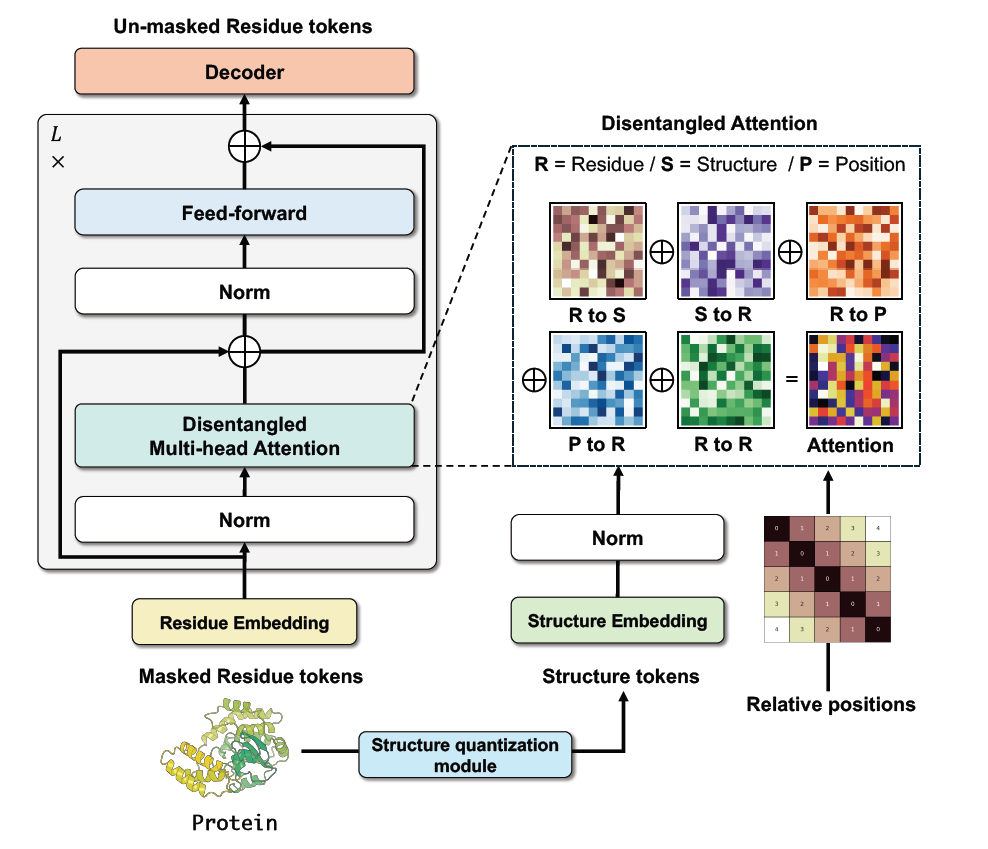 Un-masked Residue tokens
Decoder
L
×
Feed-forward
Norm
Disentangled
Multi-head Attention
Norm
Residue Embedding
Masked Residue tokens
Protein
Structure quantization
module
Disentangled Attention
R = Residue / S = Structure / P = Position
R to S
S to R
R to P
P to R
R to R
=
Attention
Norm
Structure Embedding
Structure tokens
0 1 2 3 4
1 0 1 2 3
2 1 0 1 2
3 2 1 0 1
4 3 2 1 0
Relative positions